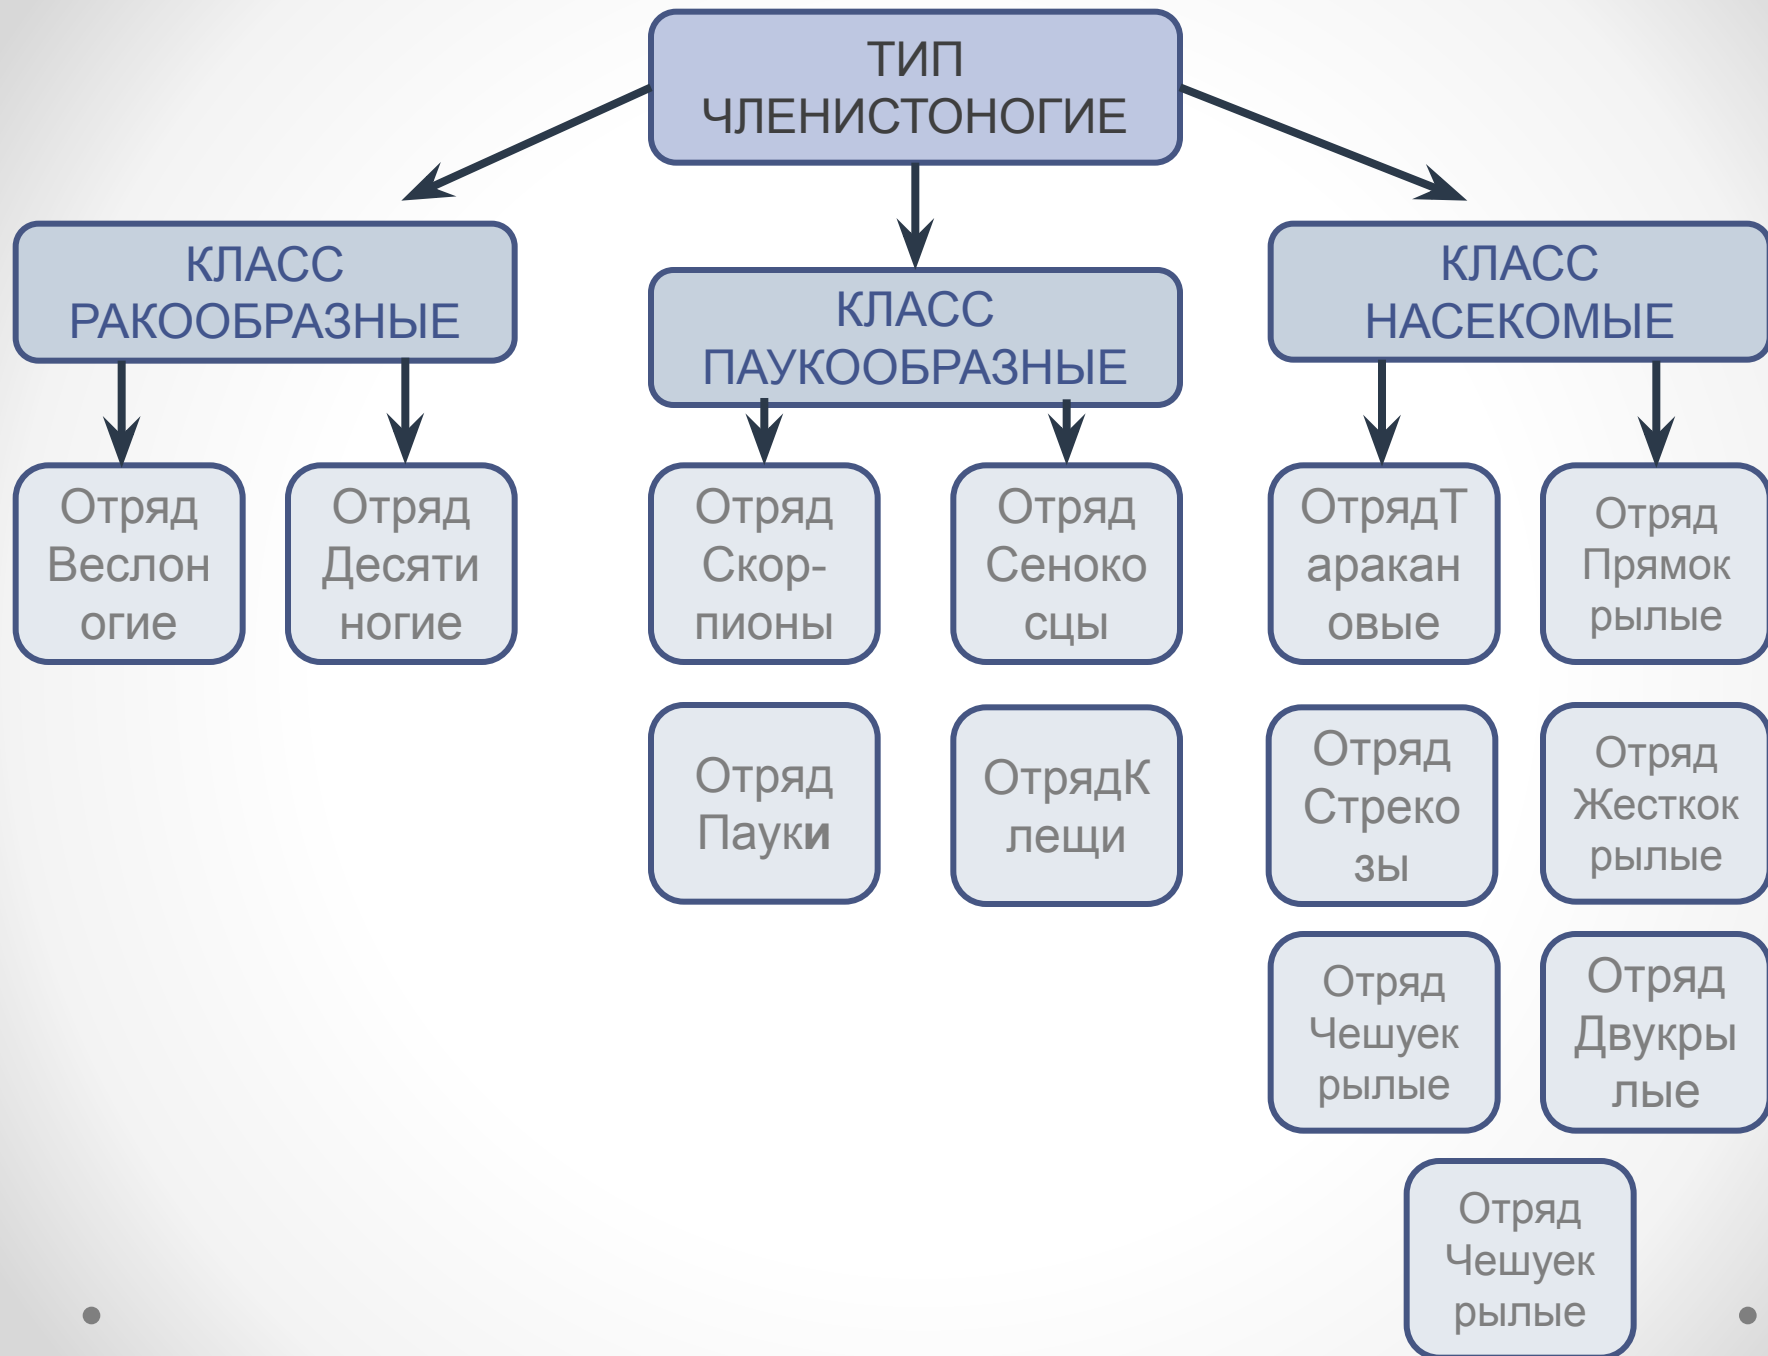 ТИП
ЧЛЕНИСТОНОГИЕ
КЛАСС
РАКООБРАЗНЫЕ
КЛАСС
ПАУКООБРАЗНЫЕ
КЛАСС
НАСЕКОМЫЕ
Отряд
Веслон
огие
Отряд
Десяти
ногие
Отряд
Скор-
пионы
Отряд
Сеноко
сцы
ОтрядТ
аракан
овые
Отряд
Прямок
рылые
Отряд
Пауки
ОтрядК
лещи
Отряд
Стреко
зы
Отряд
Жесткок
рылые
Отряд
Чешуек
рылые
Отряд
Двукры
лые
Отряд
Чешуек
рылые